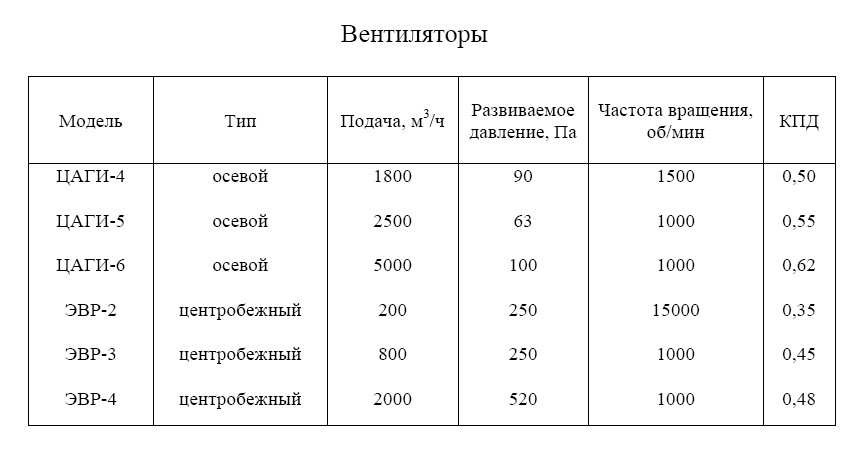 Вентиляторы
Модель Тип Подача, м³/ч Развиваемое давление, Па Частота вращения, об/мин КПД
ЦАГИ-4 осевой 1800 90 1500 0,50
ЦАГИ-5 осевой 2500 63 1000 0,55
ЦАГИ-6 осевой 5000 100 1000 0,62
ЭВР-2 центробежный 200 250 15000 0,35
ЭВР-3 центробежный 800 250 1000 0,45
ЭВР-4 центробежный 2000 520 1000 0,48